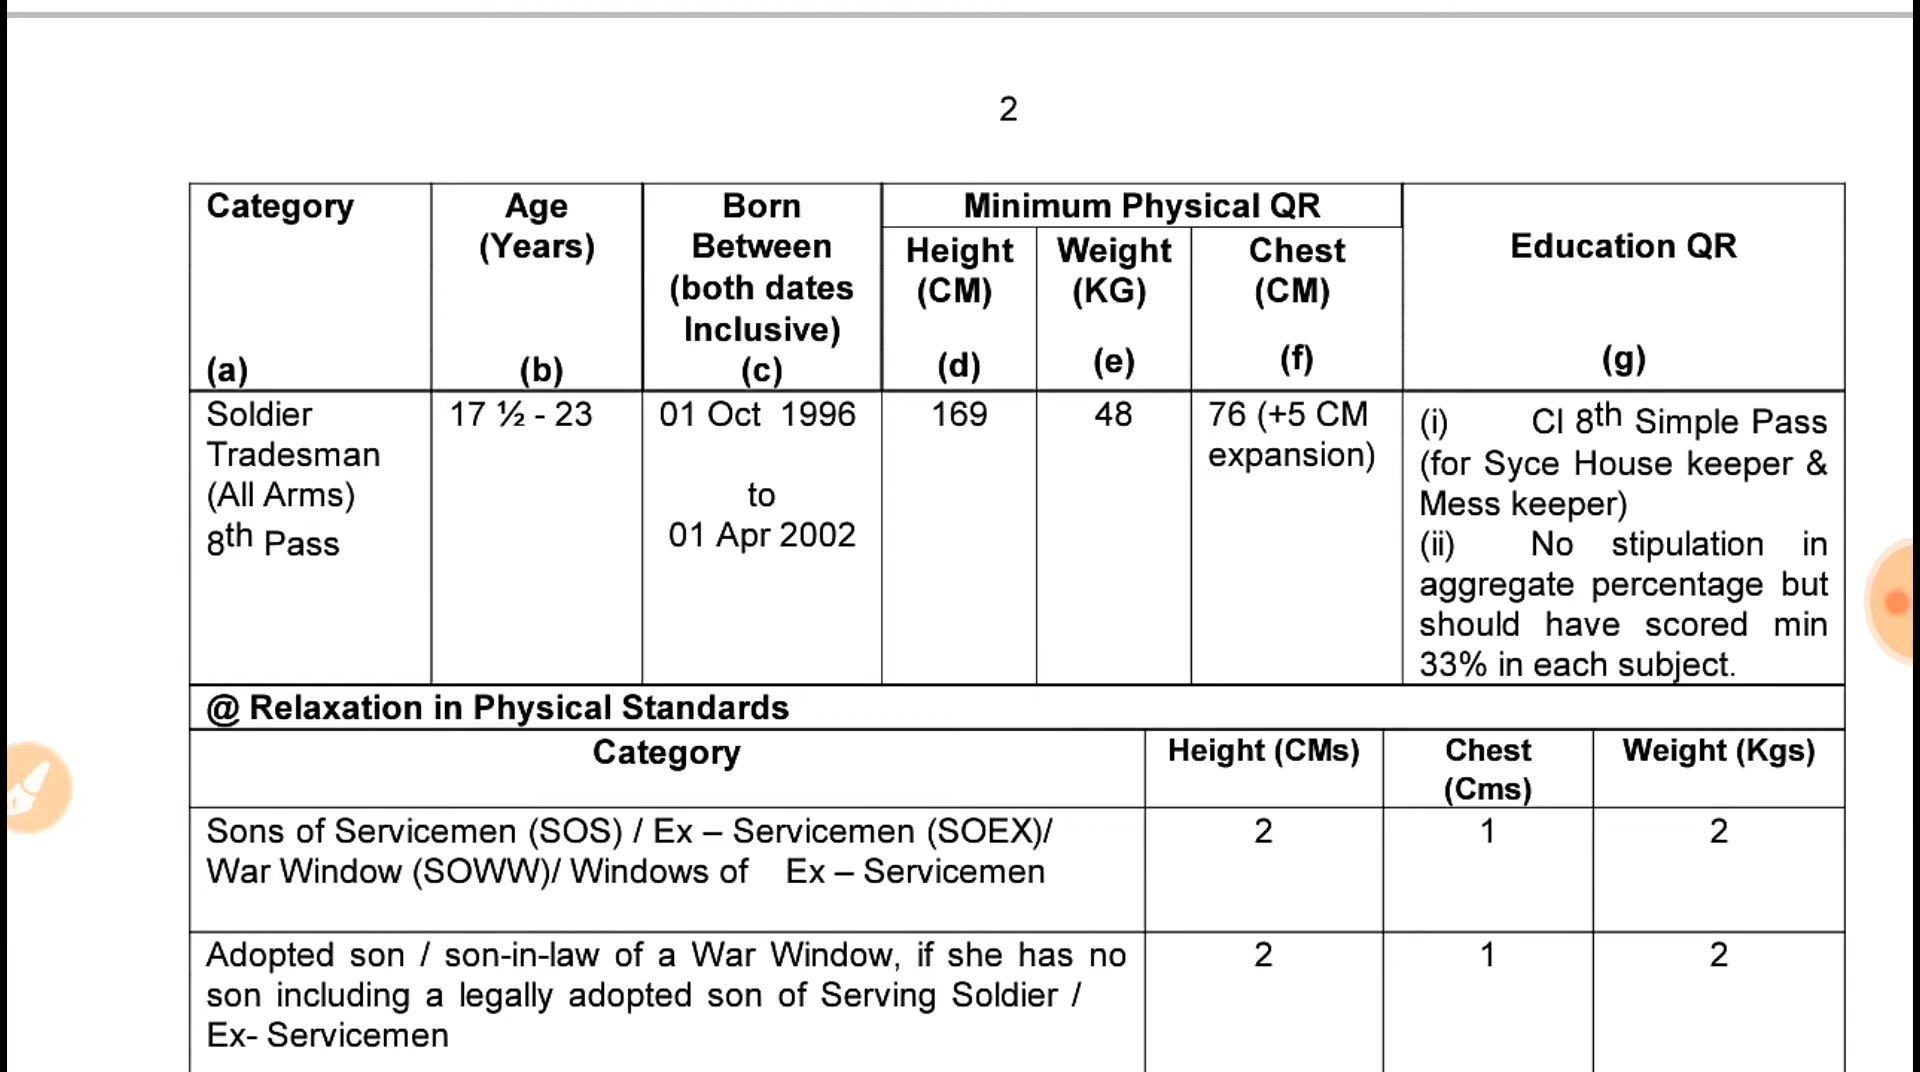 2
Category
Age
(Years)
Born
Between
(both dates
Inclusive)
Minimum Physical QR
Height
(CM)
Weight
(KG)
Chest
(CM)
Education QR
(a)
(b)
(c)
(d)
(e)
(f)
(g)
Soldier
Tradesman
(All Arms)
8th Pass
17 ½ - 23
01 Oct 1996
to
01 Apr 2002
169
48
76 (+5 CM
expansion)
(i) Cl 8th Simple Pass
(for Syce House keeper &
Mess keeper)
(ii) No stipulation in
aggregate percentage but
should have scored min
33% in each subject.
@ Relaxation in Physical Standards
Category
Height (CMs)
Chest
(Cms)
Weight (Kgs)
Sons of Servicemen (SOS) / Ex – Servicemen (SOEX)/
War Window (SOWW)/ Windows of Ex – Servicemen
2
1
2
Adopted son / son-in-law of a War Window, if she has no
son including a legally adopted son of Serving Soldier /
Ex- Servicemen
2
1
2